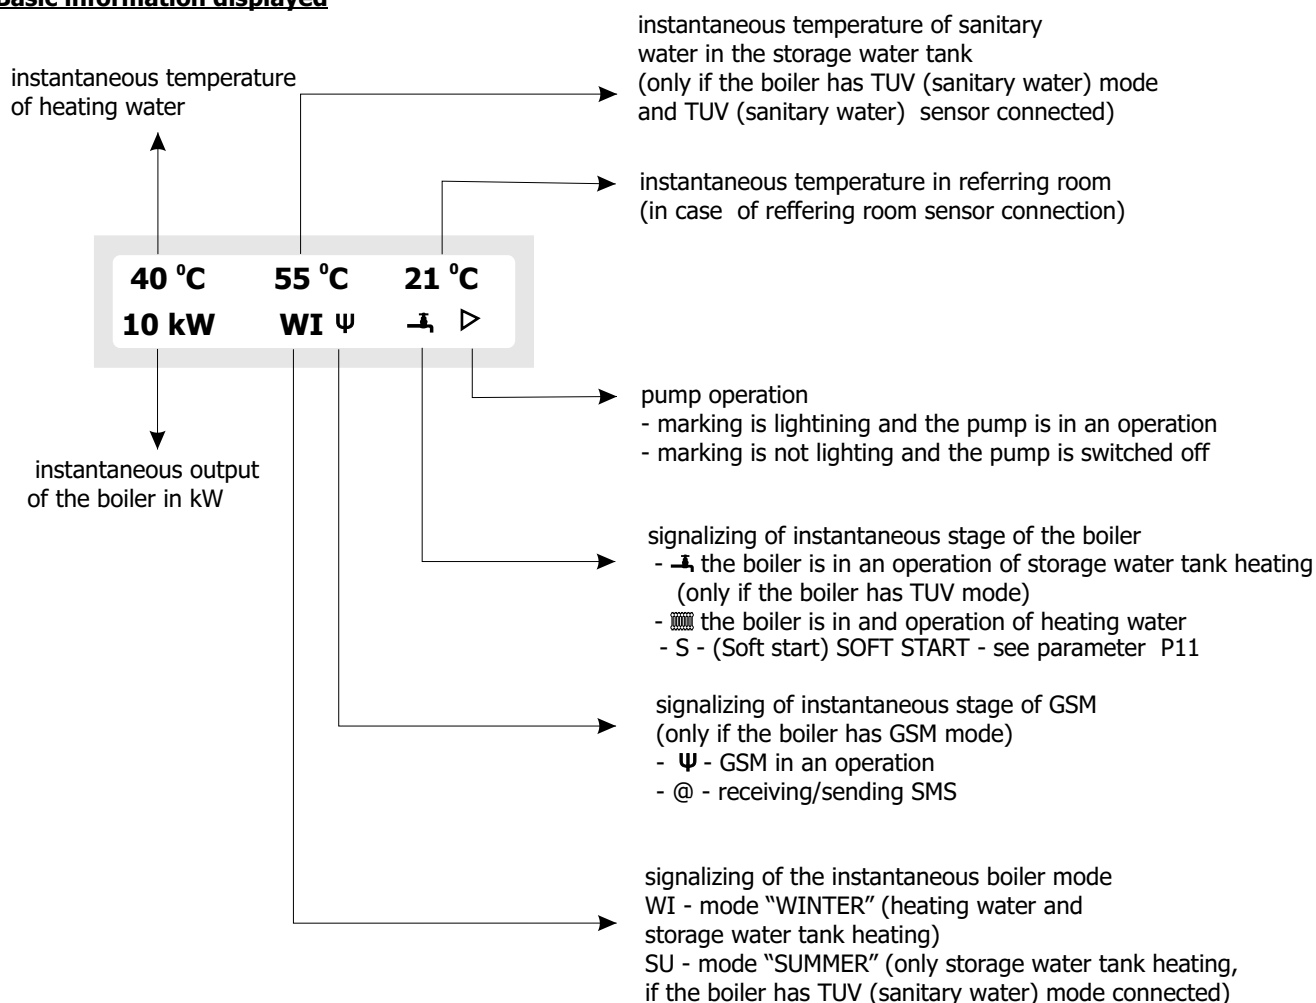 Basic information displayed
instantaneous temperature of sanitary
water in the storage water tank
(only if the boiler has TUV (sanitary water) mode
and TUV (sanitary water) sensor connected)
instantaneous temperature
of heating water
instantaneous temperature in referring room
(in case of reffering room sensor connection)
40 °C 55 °C 21 °C
10 kW WI Ψ
pump operation
- marking is lightining and the pump is in an operation
- marking is not lighting and the pump is switched off
instantaneous output
of the boiler in kW
signalizing of instantaneous stage of the boiler
- the boiler is in an operation of storage water tank heating
(only if the boiler has TUV mode)
- the boiler is in and operation of heating water
- S - (Soft start) SOFT START - see parameter P11
signalizing of instantaneous stage of GSM
(only if the boiler has GSM mode)
- Ψ - GSM in an operation
- @ - receiving/sending SMS
signalizing of the instantaneous boiler mode
WI - mode “WINTER” (heating water and
storage water tank heating)
SU - mode “SUMMER” (only storage water tank heating,
if the boiler has TUV (sanitary water) mode connected)